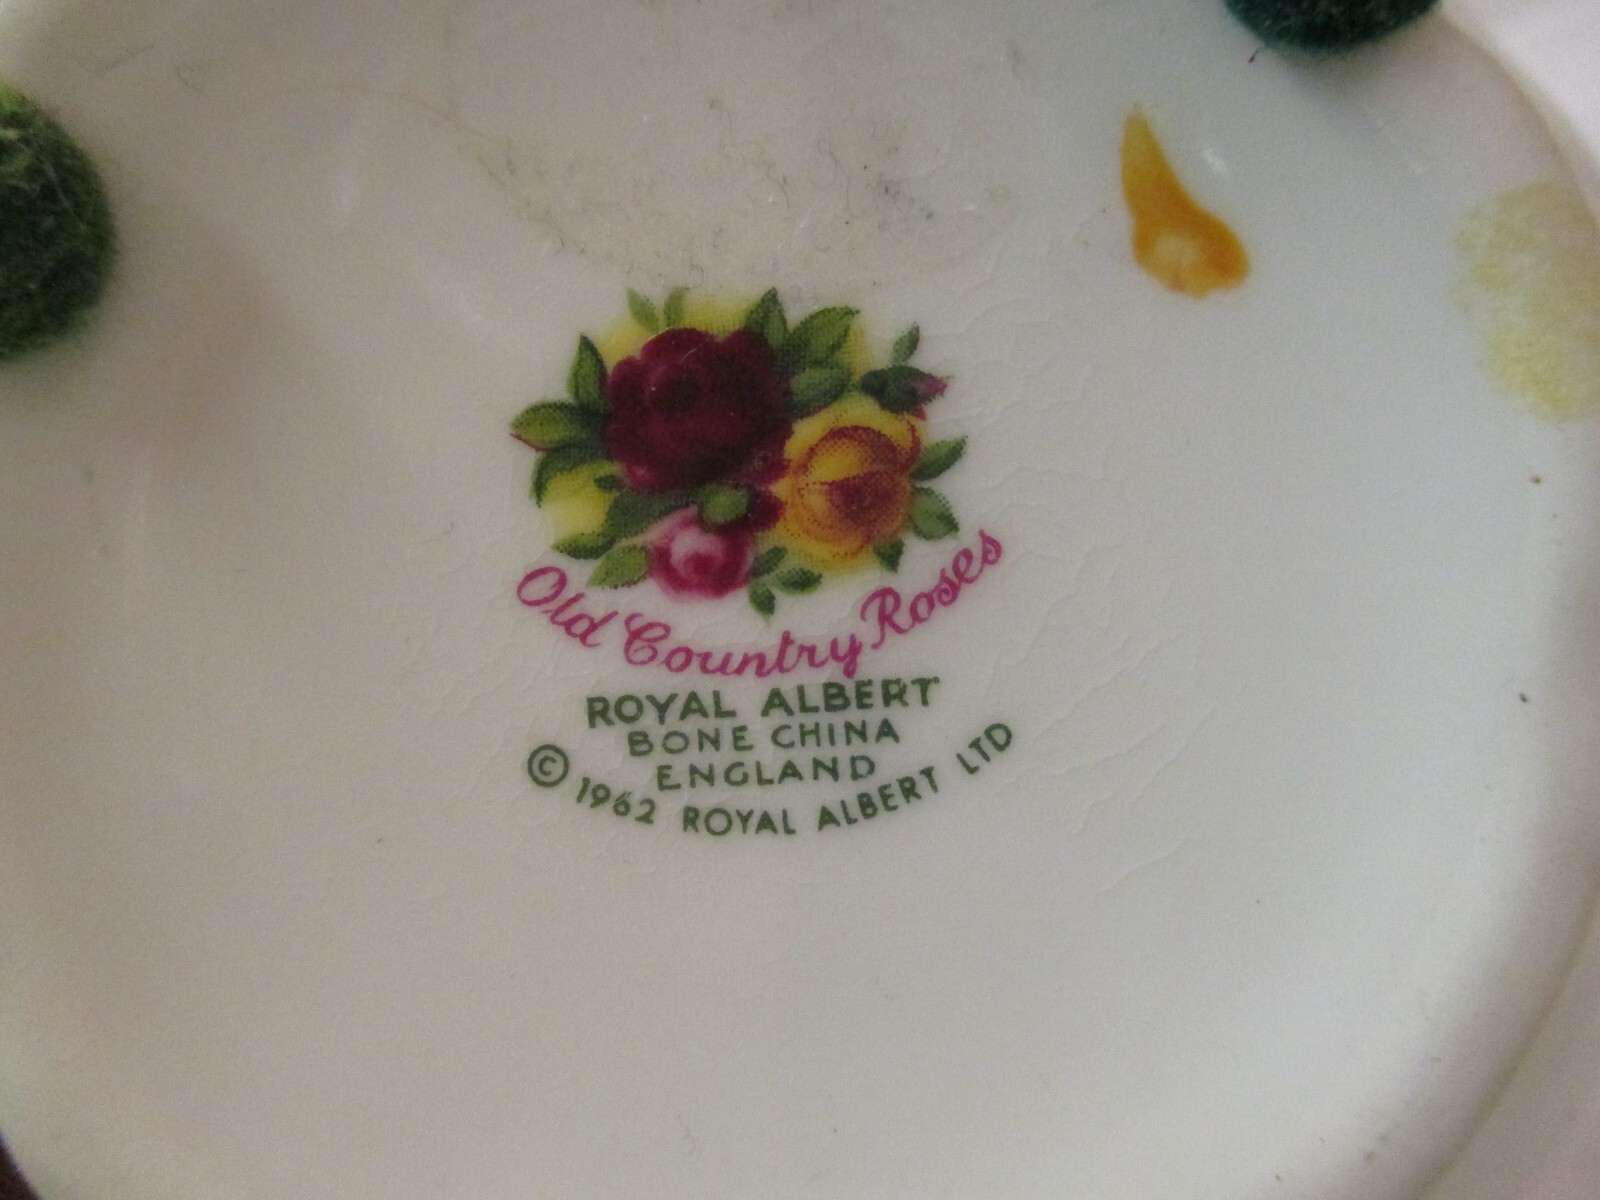 Old Country Roses
ROYAL ALBERT
BONE CHINA
ENGLAND
© 1962 ROYAL ALBERT LTD